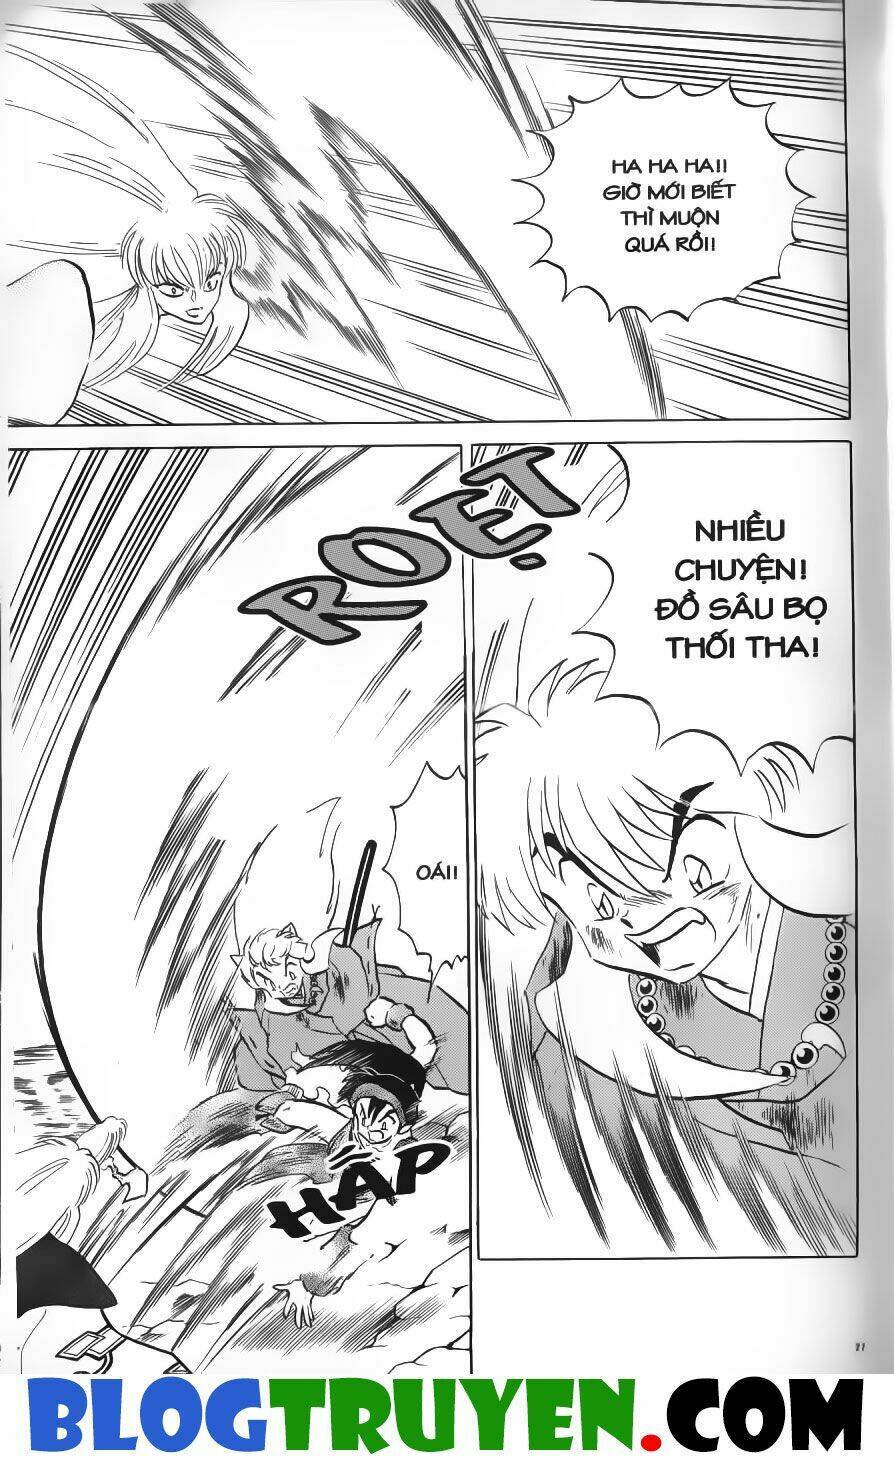 HA HA HA!!
GIỜ MỚI BIẾT
THÌ MUỘN
QUÁ RỒI!!
NHIỀU
CHUYỆN!
ĐỒ SÂU BỌ
THỐI THA!
ROẸT
OÁI!!
HẤP
BLOGTRUYEN.COM